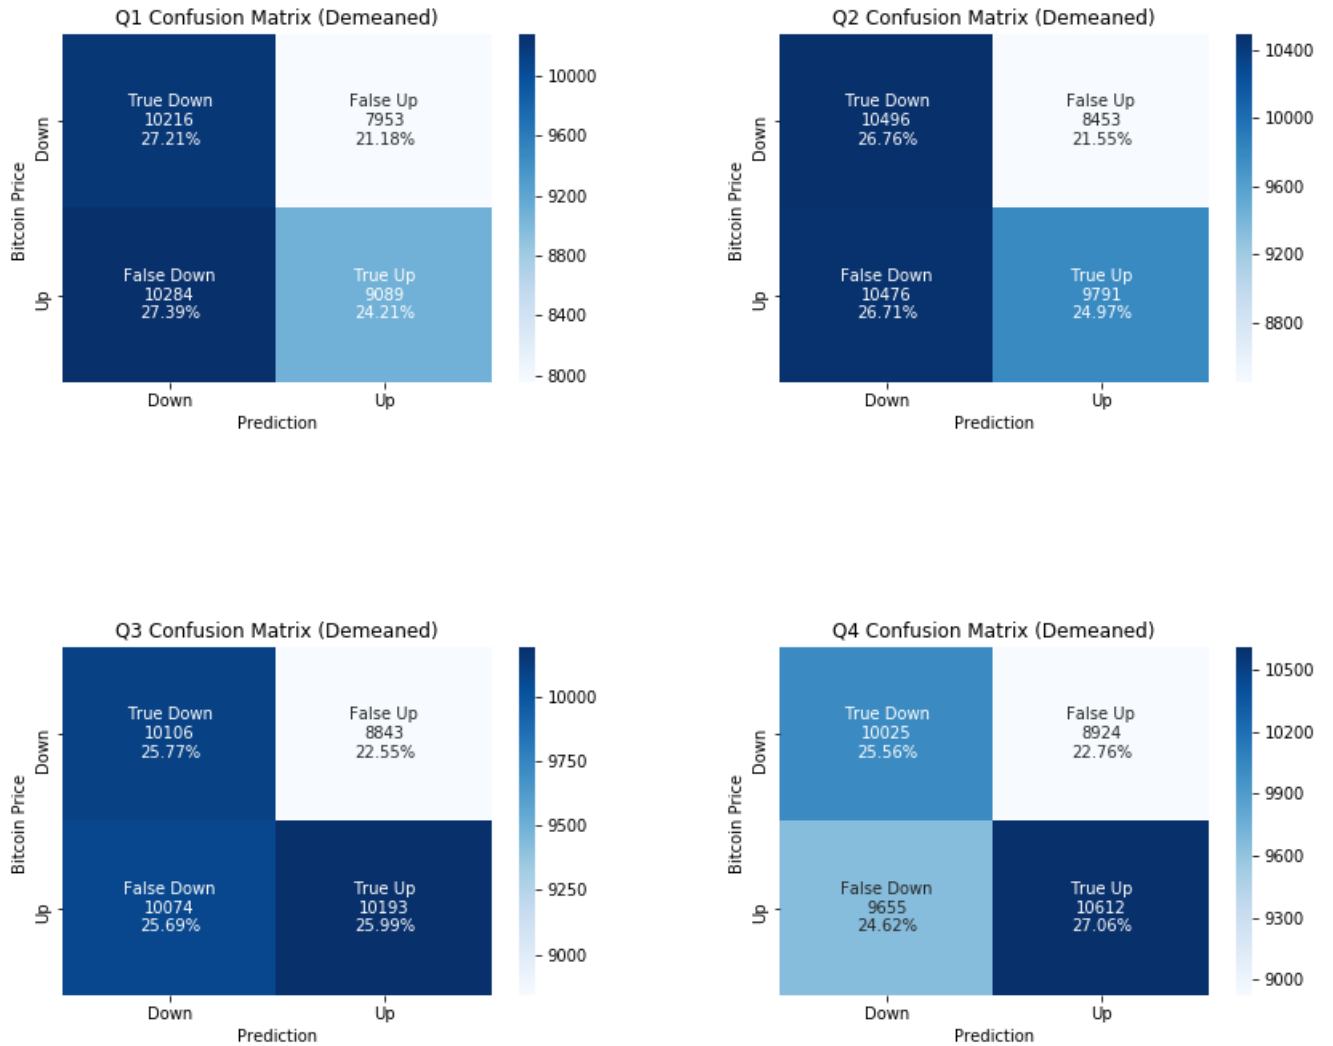 Q1 Confusion Matrix (Demeaned)
Bitcoin Price
Down
Up
True Down
10216
27.21%
False Up
7953
21.18%
False Down
10284
27.39%
True Up
9089
24.21%
Down
Up
Prediction
10000
9600
9200
8800
8400
8000
Q2 Confusion Matrix (Demeaned)
Bitcoin Price
Down
Up
True Down
10496
26.76%
False Up
8453
21.55%
False Down
10476
26.71%
True Up
9791
24.97%
Down
Up
Prediction
10400
10000
9600
9200
8800
Q3 Confusion Matrix (Demeaned)
Bitcoin Price
Down
Up
True Down
10106
25.77%
False Up
8843
22.55%
False Down
10074
25.69%
True Up
10193
25.99%
Down
Up
Prediction
10000
9750
9500
9250
9000
Q4 Confusion Matrix (Demeaned)
Bitcoin Price
Down
Up
True Down
10025
25.56%
False Up
8924
22.76%
False Down
9655
24.62%
True Up
10612
27.06%
Down
Up
Prediction
10500
10200
9900
9600
9300
9000